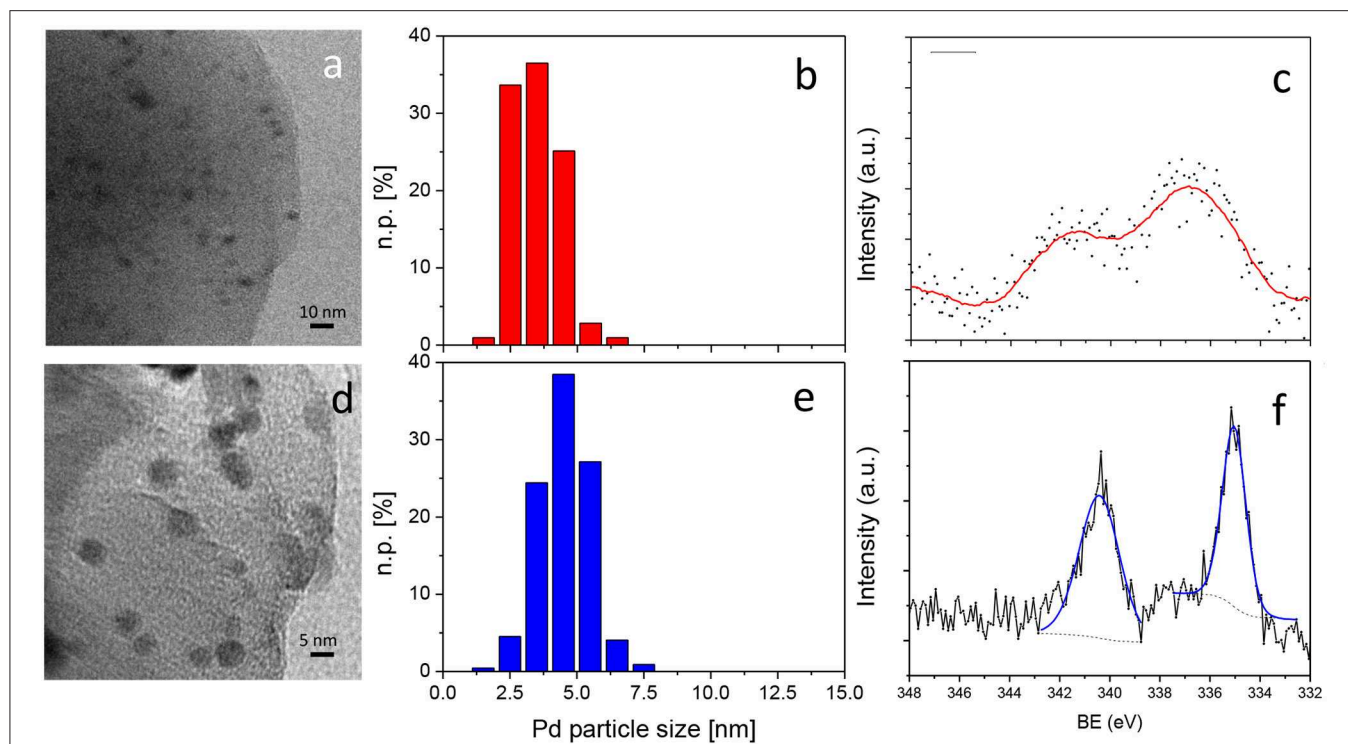 a
10 nm
b
40
30
20
10
0
n.p. [%]
c
Intensity (a.u.)
d
5 nm
e
40
30
20
10
0
n.p. [%]
0.0 2.5 5.0 7.5 10.0 12.5 15.0
Pd particle size [nm]
f
Intensity (a.u.)
348 346 344 342 340 338 336 334 332
BE (eV)